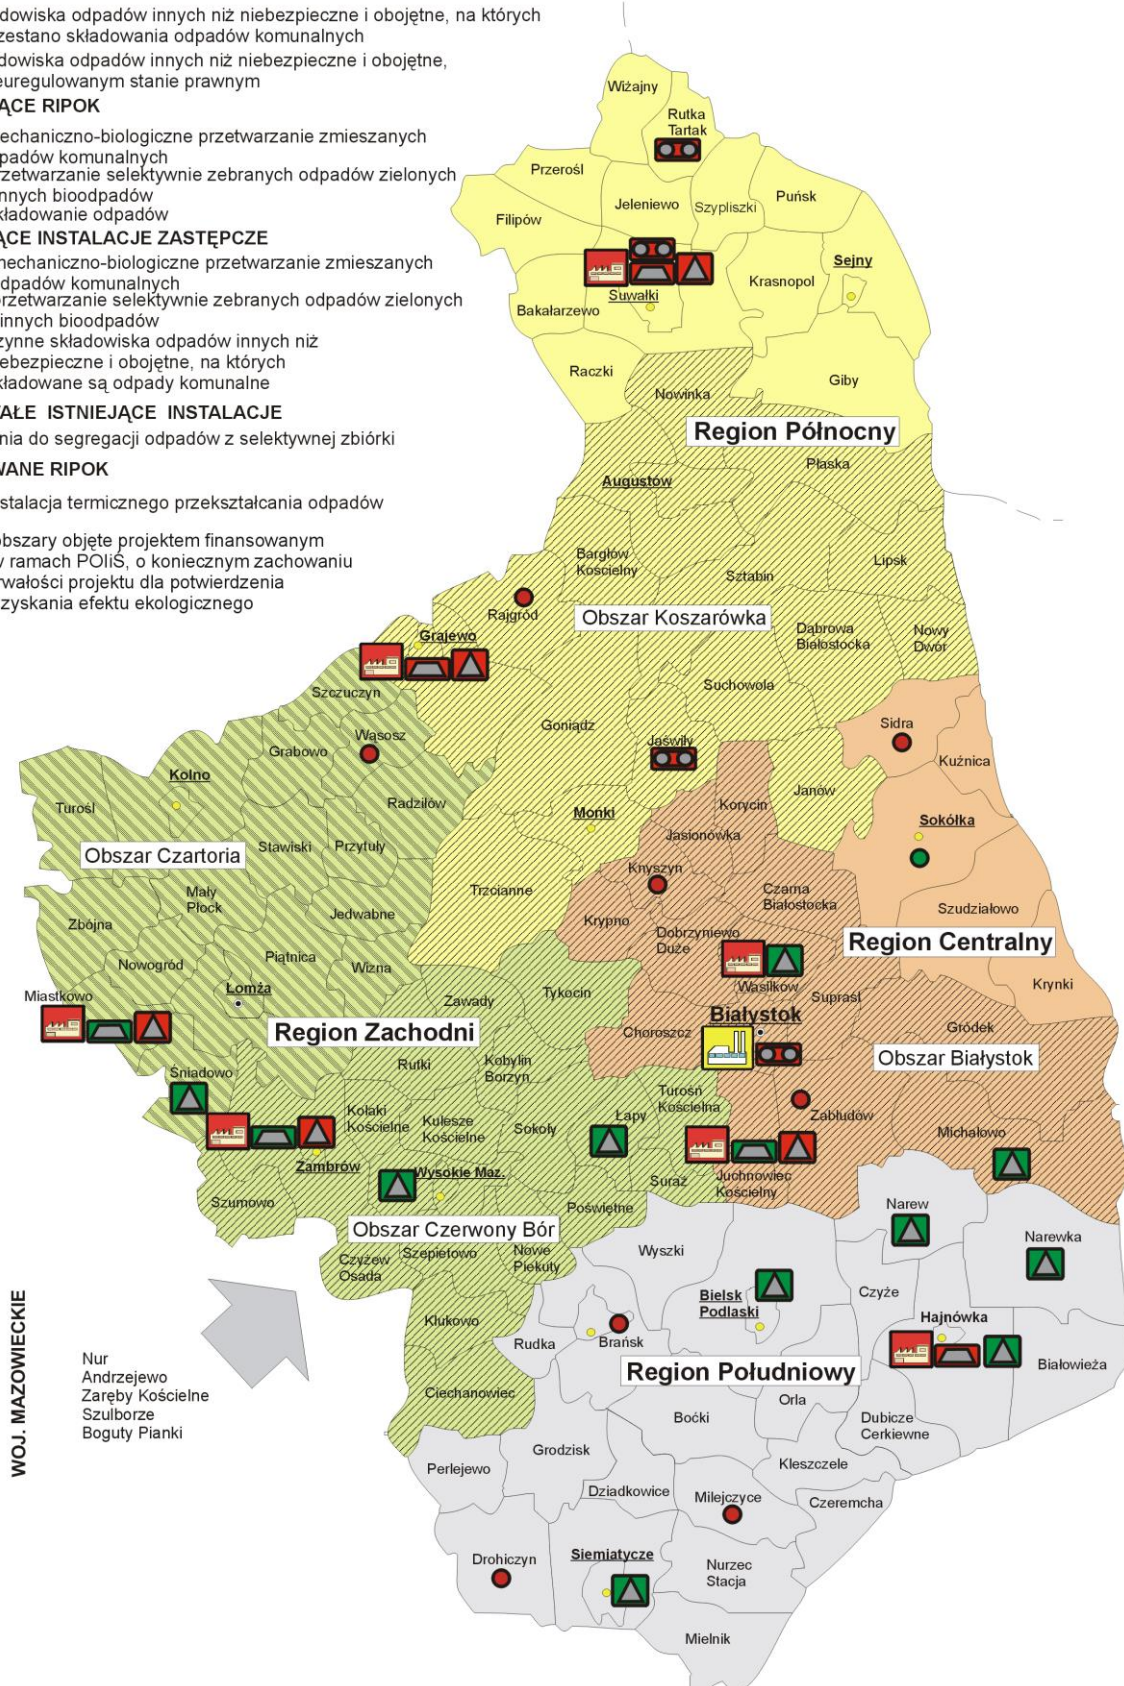 dowiska odpadów innych niż niebezpieczne i obojętne, na których
zestano składowania odpadów komunalnych
dowiska odpadów innych niż niebezpieczne i obojętne,
euregulowanym stanie prawnym
ĄCE RIPOK
echaniczno-biologiczne przetwarzanie zmieszanych
padów komunalnych
rzetwarzanie selektywnie zebranych odpadów zielonych
innych bioodpadów
kładowanie odpadów
ĄCE INSTALACJE ZASTĘPCZE
mechaniczno-biologiczne przetwarzanie zmieszanych
odpadów komunalnych
przetwarzanie selektywnie zebranych odpadów zielonych
innych bioodpadów
zynne składowiska odpadów innych niż
iebezpieczne i obojętne, na których
kładowane są odpady komunalne
TAŁE ISTNIEJĄCE INSTALACJE
nia do segregacji odpadów z selektywnej zbiórki
WANE RIPOK
stalacja termicznego przekształcania odpadów
obszary objęte projektem finansowanym
w ramach POIiŚ, o koniecznym zachowaniu
rwałości projektu dla potwierdzenia
zyskania efektu ekologicznego
Wiżajny
Rutka
Tartak
Przerośl
Jeleniewo
Szypliszki
Puńsk
Filipów
Sejny
Krasnopol
Suwałki
Bakałarzewo
Raczki
Giby
Nowinka
Region Północny
Płaska
Augustów
Bargłów
Kościelny
Sztabin
Lipsk
Rajgród
Obszar Koszarówka
Dąbrowa
Białostocka
Nowy
Dwór
Grajewo
Szczuczyn
Suchowola
Goniądz
Sidra
Wąsosz
Grabowo
Jaświły
Kuźnica
Kolno
Turośl
Radziłów
Janów
Korycin
Mońki
Sokółka
Jasionówka
Stawiski
Przytuły
Obszar Czartoria
Knyszyn
Trzcianne
Czarna
Białostocka
Mały
Płock
Szudziałowo
Zbójna
Jedwabne
Krypno
Dobrzyniewo
Duże
Region Centralny
Nowogród
Piątnica
Wizna
Krynki
Łomża
Wasilków
Miastkowo
Zawady
Tykocin
Supraśl
Białystok
Region Zachodni
Choroszcz
Gródek
Obszar Białystok
Rutki
Kobylin
Borzyn
Śniadowo
Turośń
Kościelna
Kołaki
Kościelne
Kulesze
Kościelne
Sokoły
Łapy
Zabłudów
Michałowo
Zambrów
Wysokie Maz.
Suraż
Juchnowiec
Kościelny
Szumowo
Poświętne
Narew
Obszar Czerwony Bór
Narewka
Wyszki
Czyżew
Osada
Szepietowo
Nowe
Piekuty
Czyże
Bielsk
Podlaski
Klukowo
Hajnówka
Rudka
Brańsk
Białowieża
Region Południowy
Ciechanowiec
Orla
Boćki
Dubicze
Cerkiewne
Grodzisk
Perlejewo
Kleszczele
Dziadkowice
Milejczyce
Czeremcha
Siemiatycze
Drohiczyn
Nurzec
Stacja
Mielnik
WOJ. MAZOWIECKIE
Nur
Andrzejewo
Zaręby Kościelne
Szulborze
Boguty Pianki